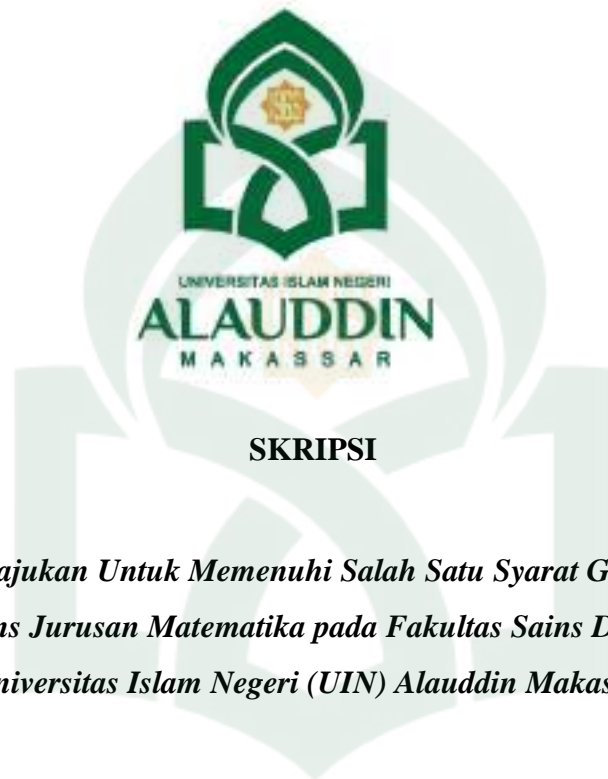 UNIVERSITAS ISLAM NEGERI
ALAUDDIN
MAKASSAR
SKRIPSI
ajukan Untuk Memenuhi Salah Satu Syarat G
ns Jurusan Matematika pada Fakultas Sains D
niversitas Islam Negeri (UIN) Alauddin Makas